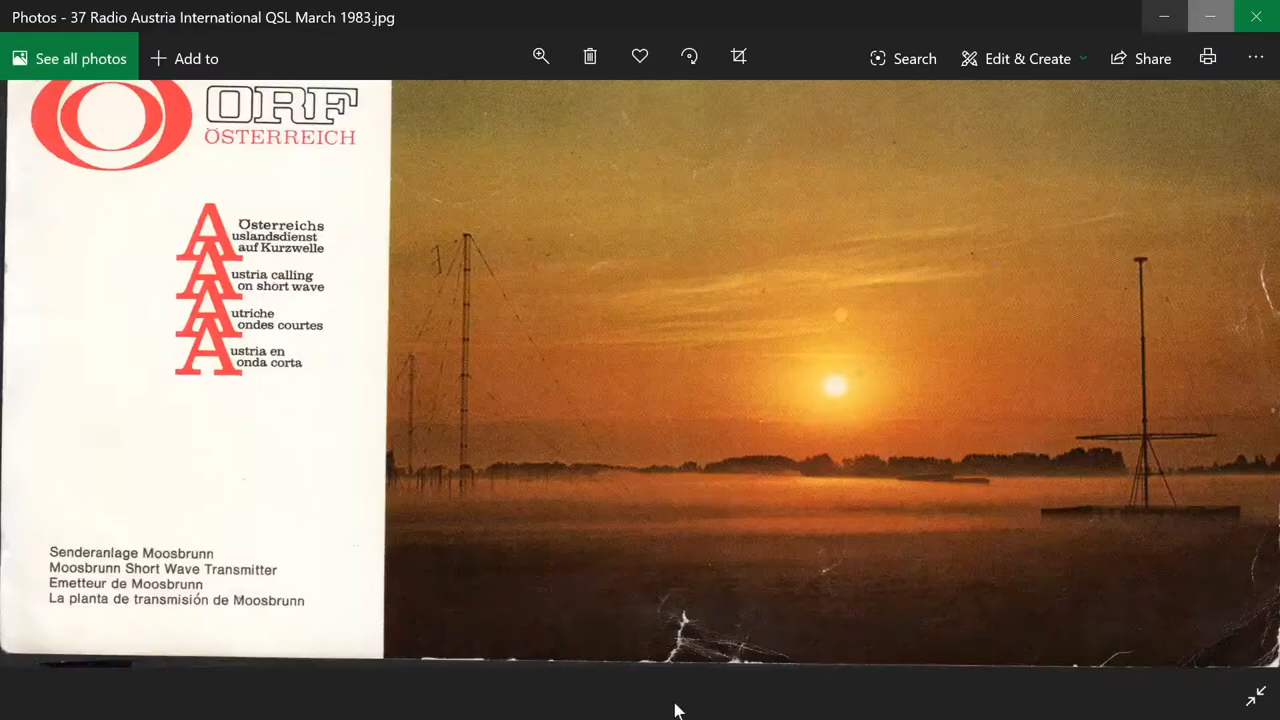 Photos - 37 Radio Austria International QSL March 1983.jpg
See all photos
Add to
Search
Edit & Create
Share
ORF
ÖSTERREICH
Österreichs
Auslandsdienst
auf Kurzwelle
Austria calling
on short wave
Autriche
ondes courtes
Austria en
onda corta
Senderanlage Moosbrunn
Moosbrunn Short Wave Transmitter
Emetteur de Moosbrunn
La planta de transmisión de Moosbrunn